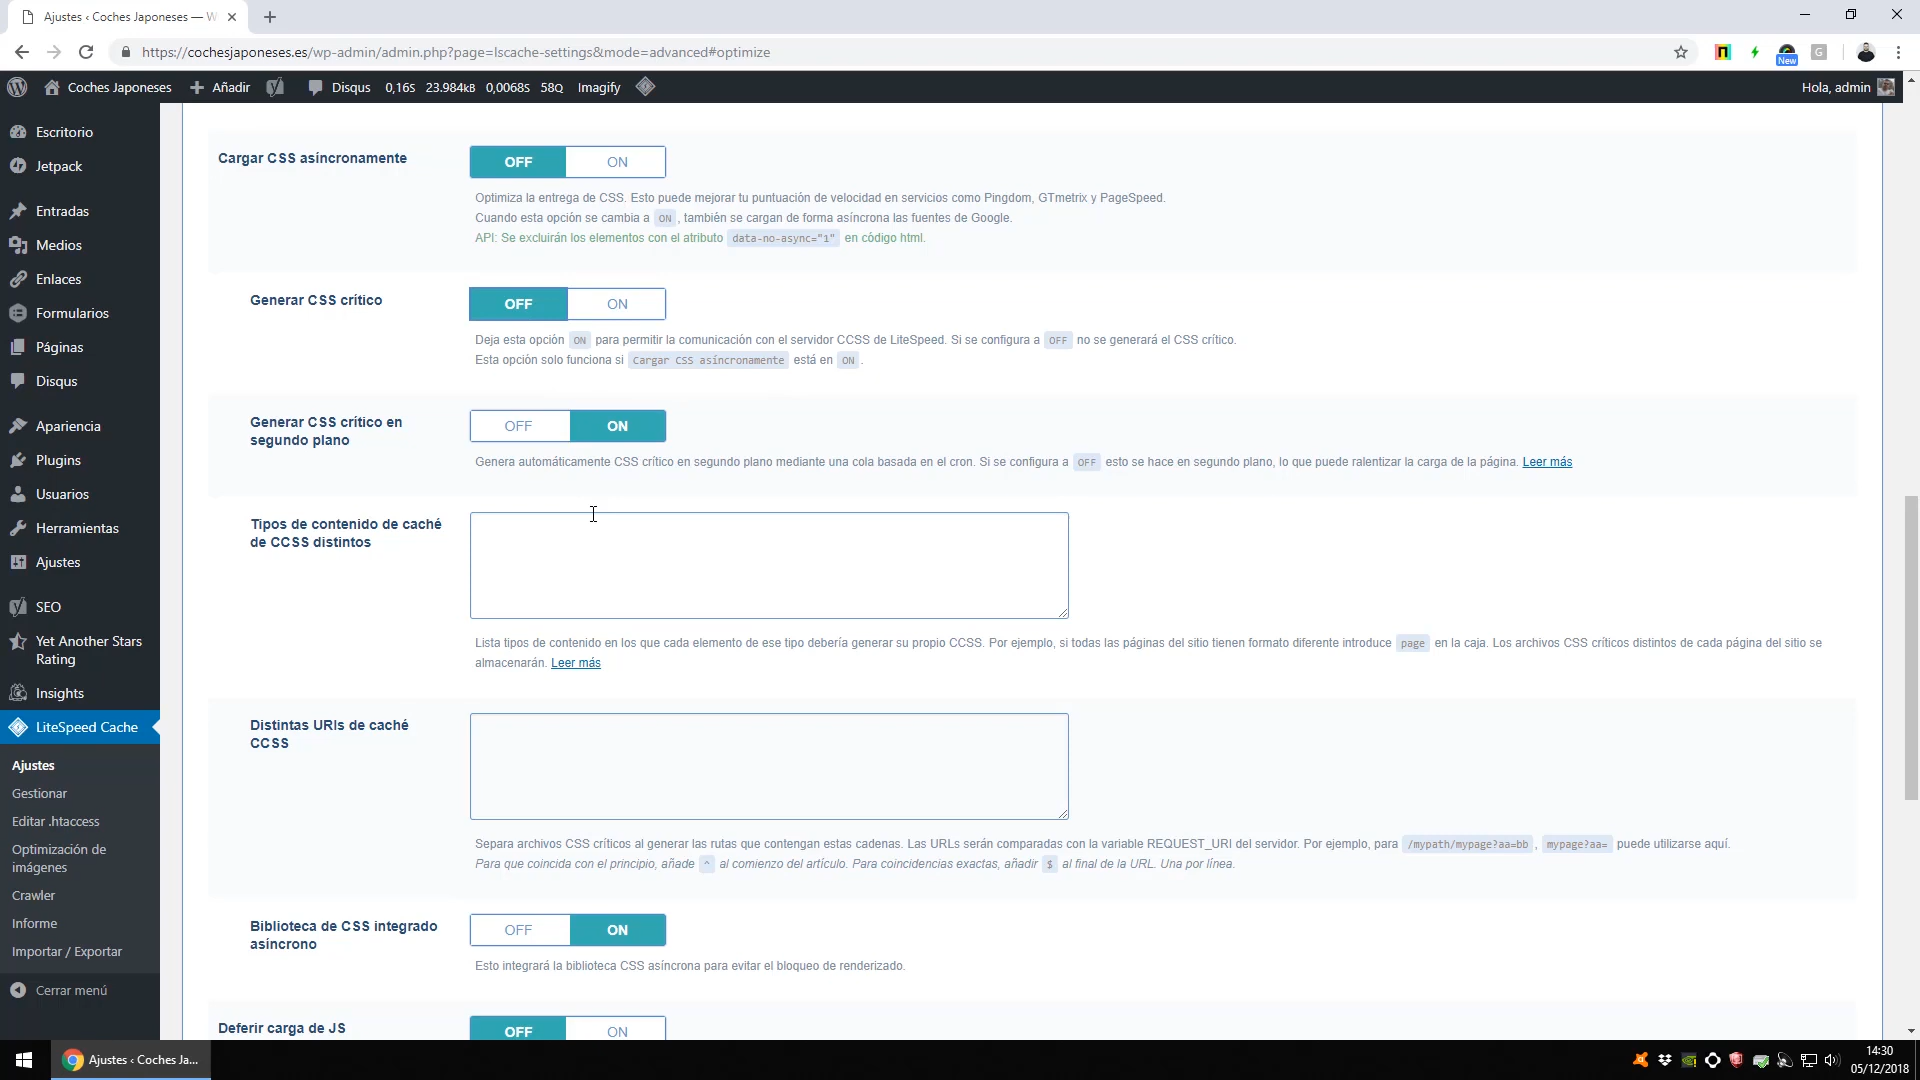 Ajustes ‹ Coches Japoneses — W
https://cochesjaponeses.es/wp-admin/admin.php?page=lscache-settings&mode=advanced#optimize
New
G
Coches Japoneses
Añadir
Disqus
0,16S 23.984KB 0,0068S 58Q
Imagify
Hola, admin
Escritorio
Jetpack
Entradas
Medios
Enlaces
Formularios
Páginas
Disqus
Apariencia
Plugins
Usuarios
Herramientas
Ajustes
SEO
Yet Another Stars
Rating
Insights
LiteSpeed Cache
Ajustes
Gestionar
Editar .htaccess
Optimización de
imágenes
Crawler
Informe
Importar / Exportar
Cerrar menú
Cargar CSS asíncronamente
OFF ON
Optimiza la entrega de CSS. Esto puede mejorar tu puntuación de velocidad en servicios como Pingdom, GTmetrix y PageSpeed.
Cuando esta opción se cambia a ON , también se cargan de forma asíncrona las fuentes de Google.
API: Se excluirán los elementos con el atributo data-no-async="1" en código html.
Generar CSS crítico
OFF ON
Deja esta opción ON para permitir la comunicación con el servidor CCSS de LiteSpeed. Si se configura a OFF no se generará el CSS crítico.
Esta opción solo funciona si Cargar CSS asíncronamente está en ON .
Generar CSS crítico en
segundo plano
OFF ON
Genera automáticamente CSS crítico en segundo plano mediante una cola basada en el cron. Si se configura a OFF esto se hace en segundo plano, lo que puede ralentizar la carga de la página. Leer más
Tipos de contenido de caché
de CCSS distintos
Lista tipos de contenido en los que cada elemento de ese tipo debería generar su propio CCSS. Por ejemplo, si todas las páginas del sitio tienen formato diferente introduce page en la caja. Los archivos CSS críticos distintos de cada página del sitio se
almacenarán. Leer más
Distintas URIs de caché
CCSS
Separa archivos CSS críticos al generar las rutas que contengan estas cadenas. Las URLs serán comparadas con la variable REQUEST_URI del servidor. Por ejemplo, para /mypath/mypage?aa=bb , mypage?aa= puede utilizarse aquí.
Para que coincida con el principio, añade ^ al comienzo del artículo. Para coincidencias exactas, añadir $ al final de la URL. Una por línea.
Biblioteca de CSS integrado
asíncrono
OFF ON
Esto integrará la biblioteca CSS asíncrona para evitar el bloqueo de renderizado.
Deferir carga de JS
OFF ON
Ajustes ‹ Coches Ja...
14:30
05/12/2018